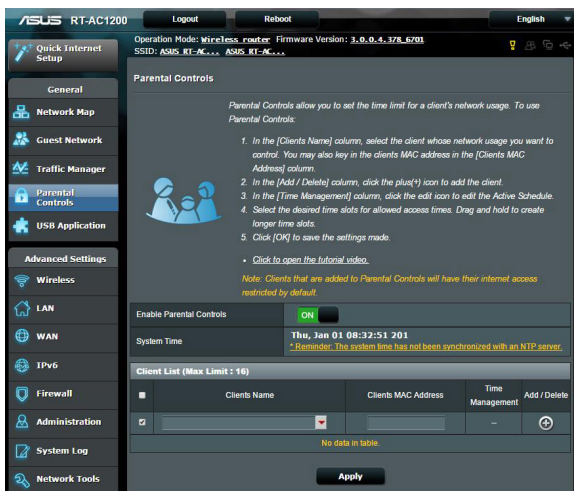 ASUS RT-AC1200
Logout
Reboot
English
Quick Internet
Setup
Operation Mode: Wireless router Firmware Version: 3.0.0.4.378_6701
SSID: ASUS RT-AC... ASUS RT-AC...
General
Network Map
Guest Network
Traffic Manager
Parental
Controls
USB Application
Advanced Settings
Wireless
LAN
WAN
IPv6
Firewall
Administration
System Log
Network Tools
Parental Controls
Parental Controls allow you to set the time limit for a client's network usage. To use
Parental Controls:
1. In the [Clients Name] column, select the client whose network usage you want to
control. You may also key in the clients MAC address in the [Clients MAC
Address] column.
2. In the [Add / Delete] column, click the plus(+) icon to add the client.
3. In the [Time Management] column, click the edit icon to edit the Active Schedule.
4. Select the desired time slots for allowed access times. Drag and hold to create
longer time slots.
5. Click [OK] to save the settings made.
• Click to open the tutorial video.
Note: Clients that are added to Parental Controls will have their internet access
restricted by default.
Enable Parental Controls
ON
System Time
Thu, Jan 01 08:32:51 201
* Reminder: The system time has not been synchronized with an NTP server.
Client List (Max Limit : 16)
Clients Name
Clients MAC Address
Time
Management
Add / Delete
–
No data in table.
Apply